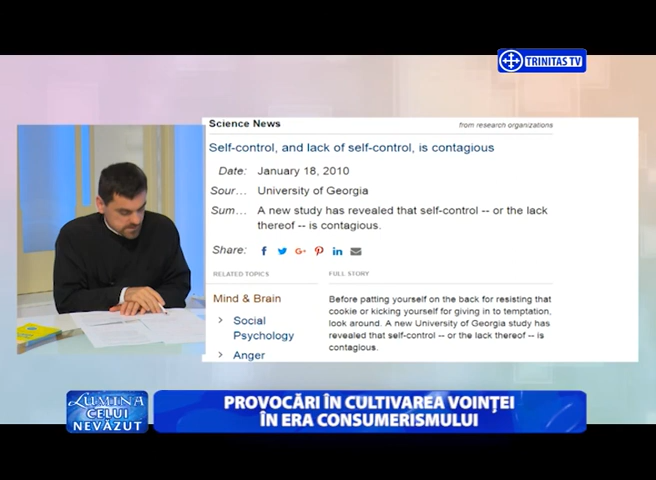 TRINITAS TV
Science News
from research organizations
Self-control, and lack of self-control, is contagious
Date: January 18, 2010
Sour... University of Georgia
Sum... A new study has revealed that self-control -- or the lack
thereof -- is contagious.
Share:
RELATED TOPICS
Mind & Brain
> Social
Psychology
> Anger
FULL STORY
Before patting yourself on the back for resisting that
cookie or kicking yourself for giving in to temptation,
look around. A new University of Georgia study has
revealed that self-control -- or the lack thereof -- is
contagious.
LUMINA
CELUI
NEVĂZUT
PROVOCĂRI ÎN CULTIVAREA VOINȚEI
ÎN ERA CONSUMERISMULUI